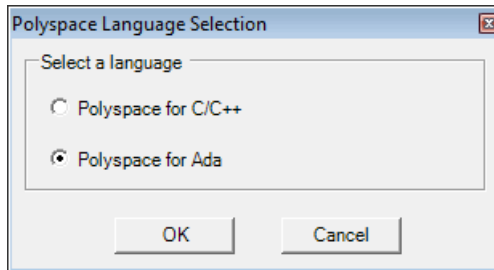 Polyspace Language Selection
Select a language
Polyspace for C/C++
Polyspace for Ada
OK Cancel